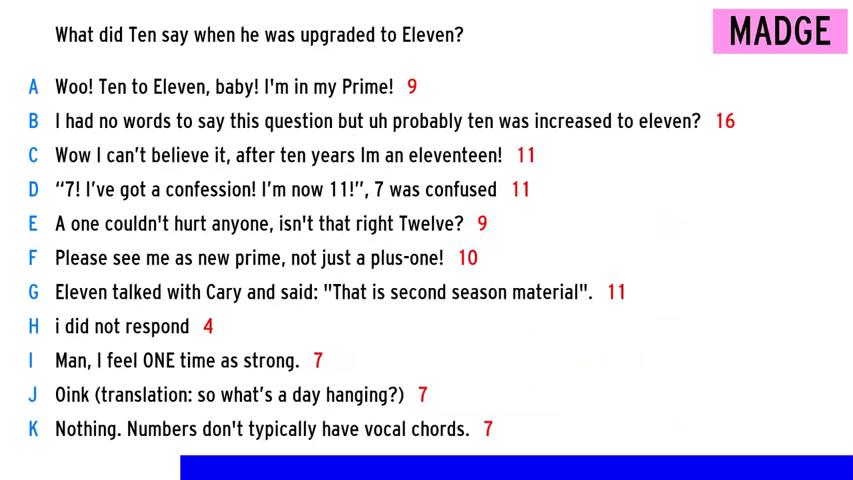 What did Ten say when he was upgraded to Eleven?
MADGE
A Woo! Ten to Eleven, baby! I'm in my Prime! 9
B I had no words to say this question but uh probably ten was increased to eleven? 16
C Wow I can’t believe it, after ten years Im an eleventeen! 11
D “7! I’ve got a confession! I’m now 11!”, 7 was confused 11
E A one couldn't hurt anyone, isn't that right Twelve? 9
F Please see me as new prime, not just a plus-one! 10
G Eleven talked with Cary and said: "That is second season material". 11
H i did not respond 4
I Man, I feel ONE time as strong. 7
J Oink (translation: so what’s a day hanging?) 7
K Nothing. Numbers don't typically have vocal chords. 7